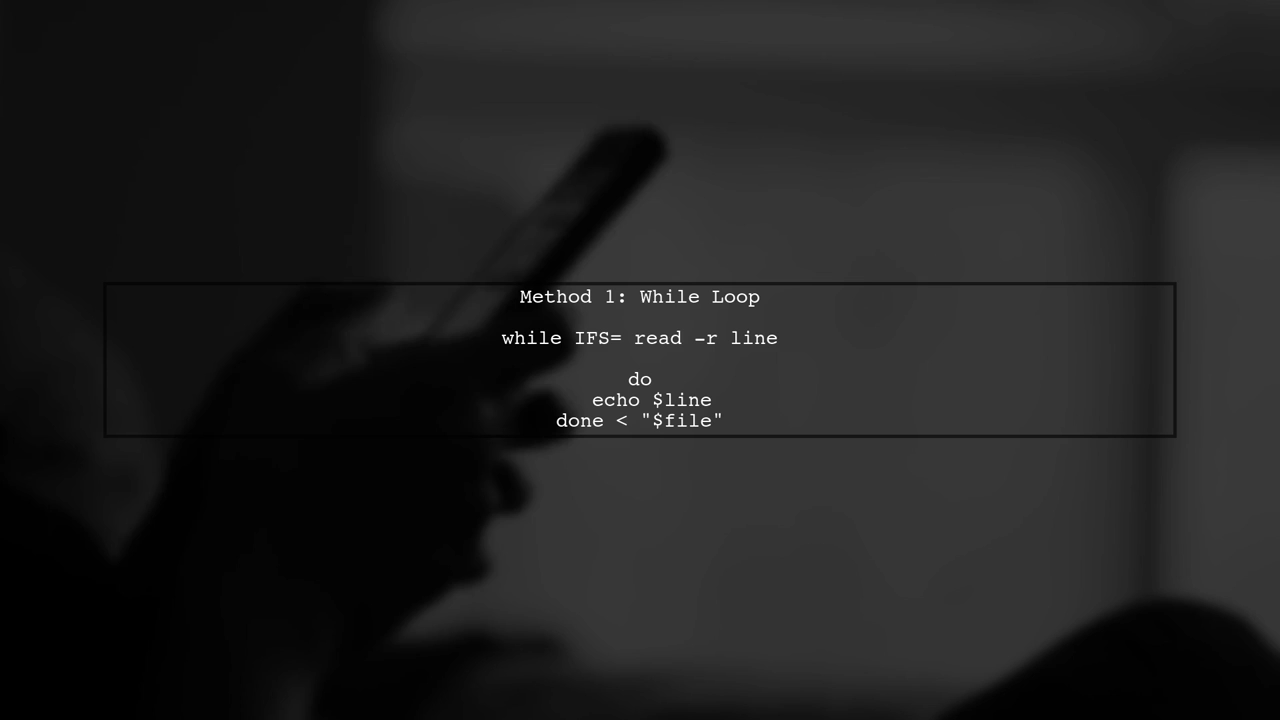 Method 1: While Loop
while IFS= read -r line
do
echo $line
done < "$file"